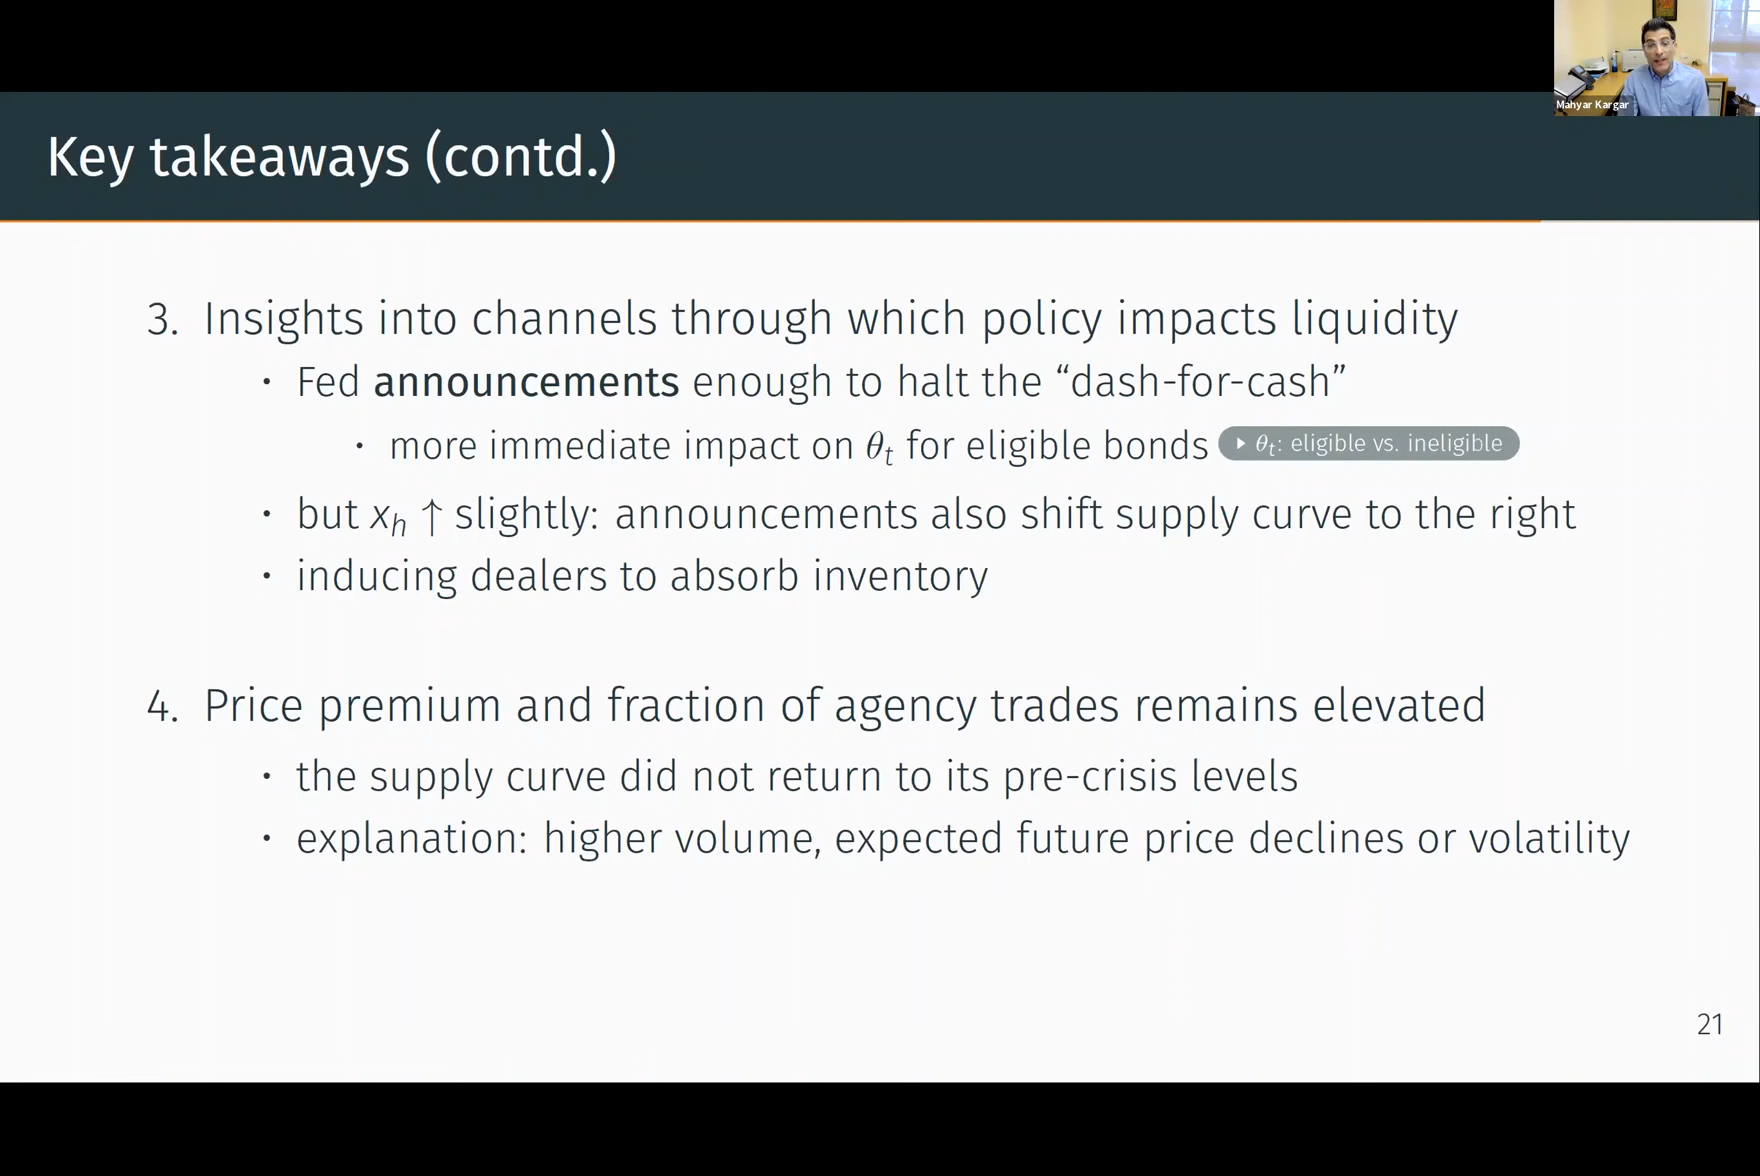 Mahyar Kargar
Key takeaways (contd.)
3. Insights into channels through which policy impacts liquidity
· Fed announcements enough to halt the “dash-for-cash”
· more immediate impact on θt for eligible bonds ▸ θt: eligible vs. ineligible
· but xh ↑ slightly: announcements also shift supply curve to the right
· inducing dealers to absorb inventory
4. Price premium and fraction of agency trades remains elevated
· the supply curve did not return to its pre-crisis levels
· explanation: higher volume, expected future price declines or volatility
21